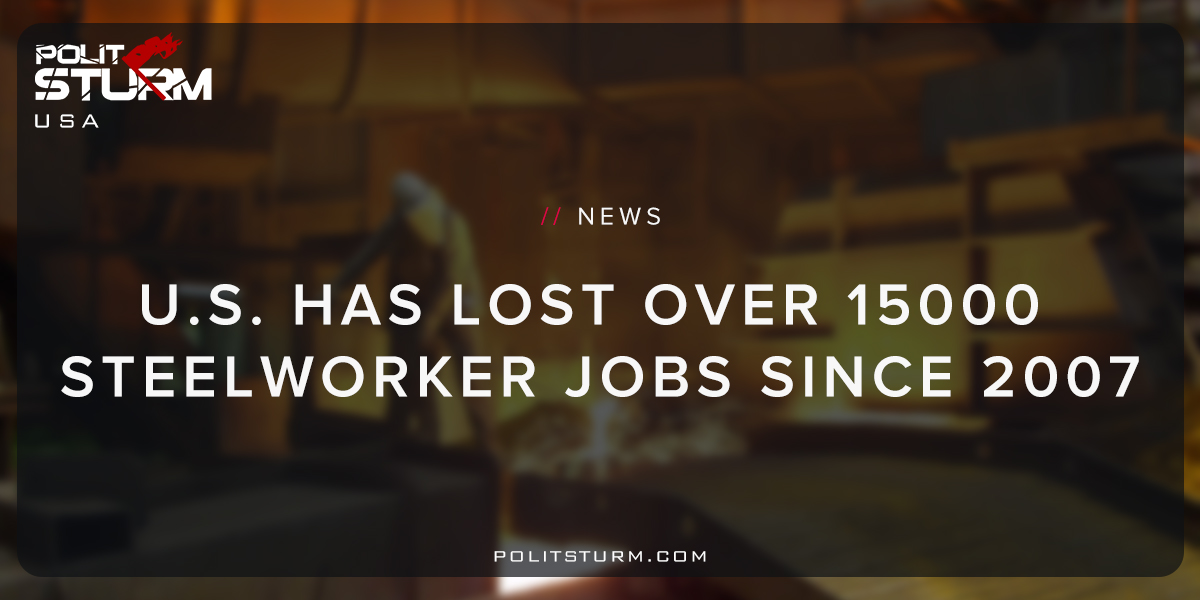 POLIT
STURM
USA
// NEWS
U.S. HAS LOST OVER 15000
STEELWORKER JOBS SINCE 2007
POLITSTURM.COM